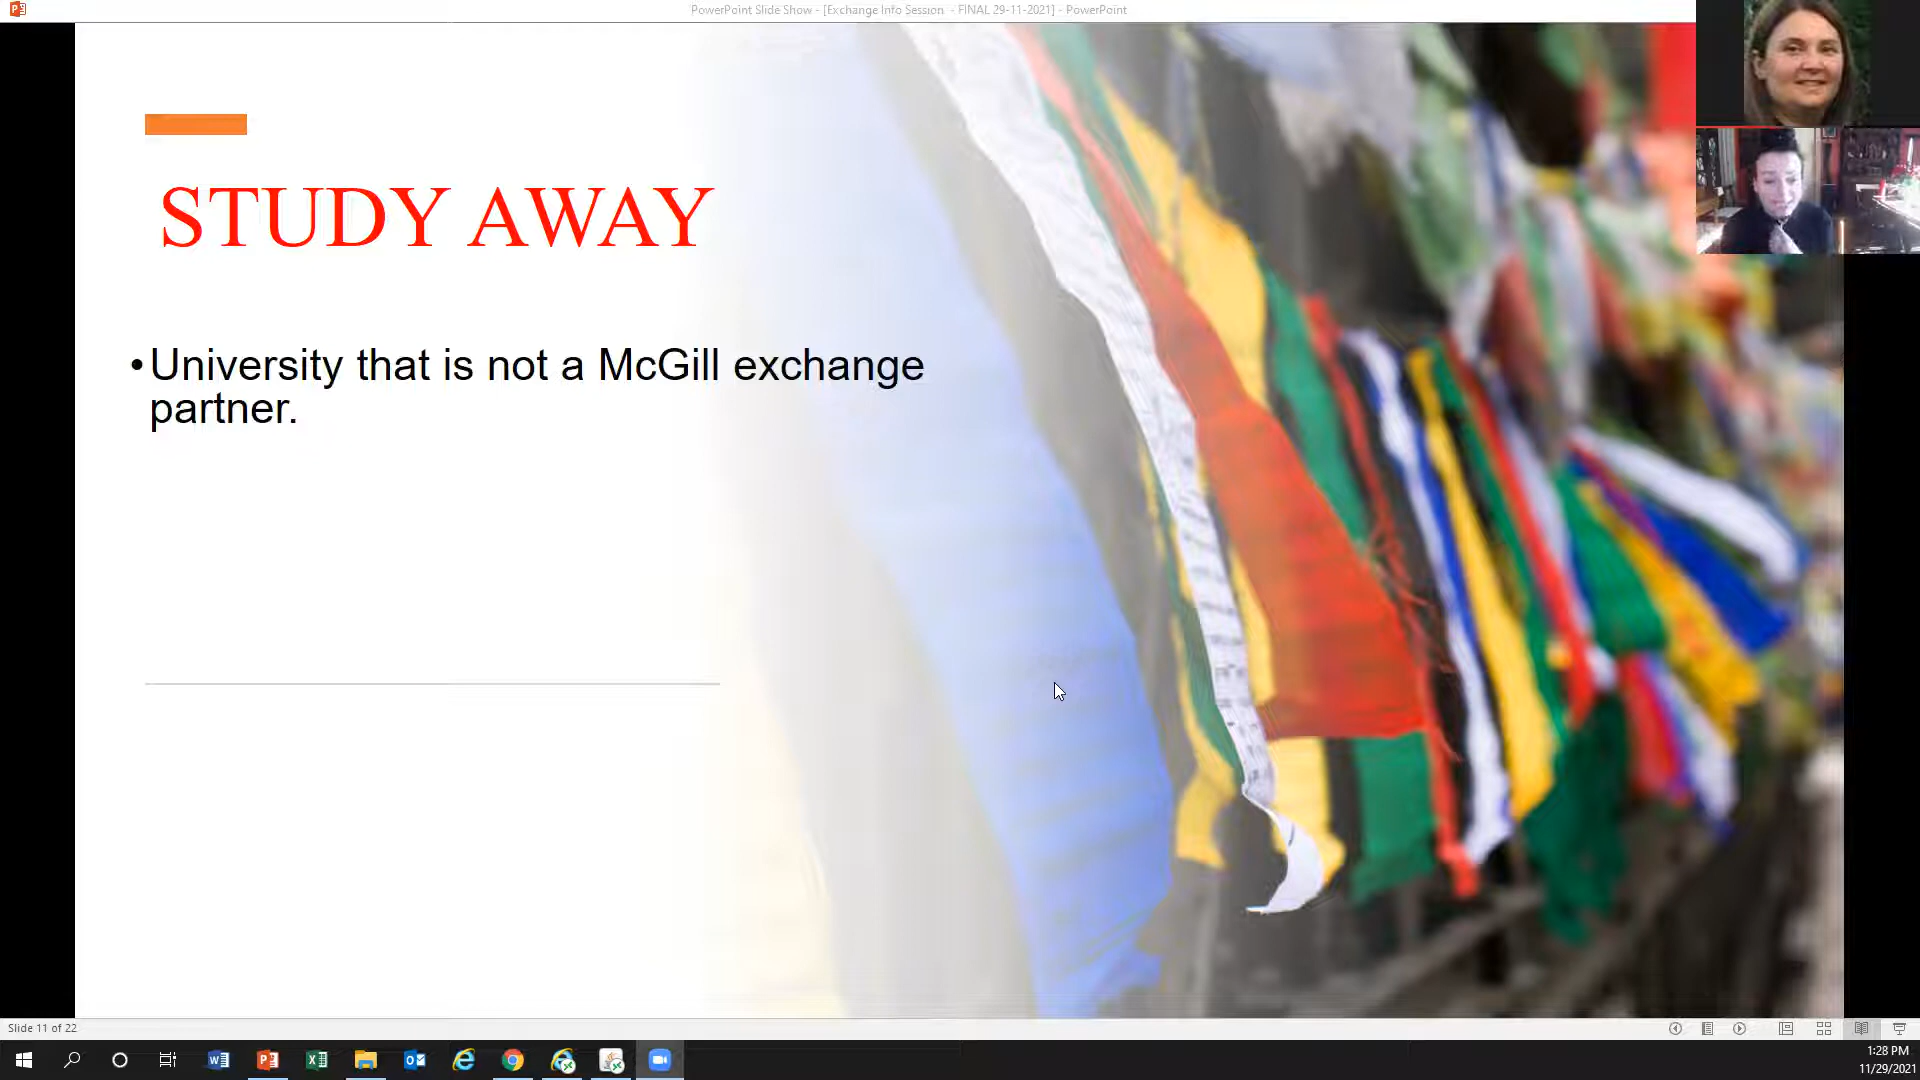 PowerPoint Slide Show - [Exchange Info Session - FINAL 29-11-2021] - PowerPoint
STUDY AWAY
•University that is not a McGill exchange
partner.
Slide 11 of 22
1:28 PM
11/29/2021